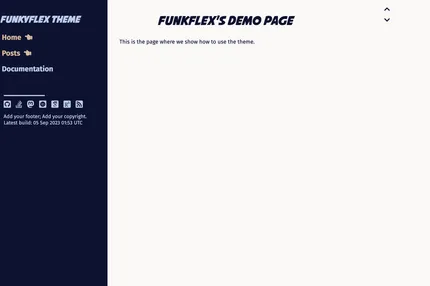 FUNKYFLEX THEME
Home
Posts
Documentation
Add your footer; Add your copyright.
Latest build: 05 Sep 2023 01:53 UTC
FUNKFLEX'S DEMO PAGE
This is the page where we show how to use the theme.